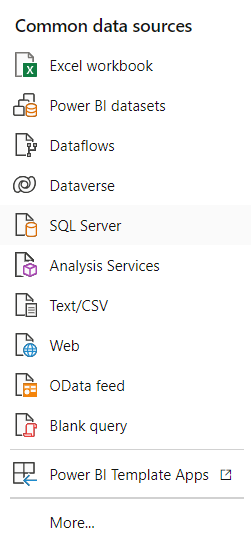 Common data sources
Excel workbook
Power BI datasets
Dataflows
Dataverse
SQL Server
Analysis Services
Text/CSV
Web
OData feed
Blank query
Power BI Template Apps
More...